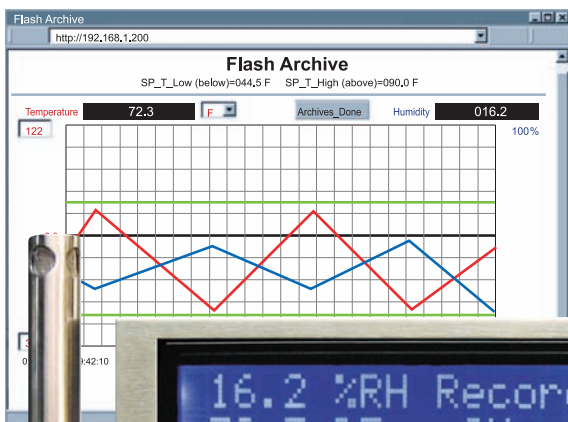 Flash Archive
http://192.168.1.200
Flash Archive
SP_T_Low (below)=044.5 F SP_T_High (above)=090.0 F
Temperature 72.3 F Archives_Done Humidity 016.2
122 100%
:42:10
16.2 %RH Recor